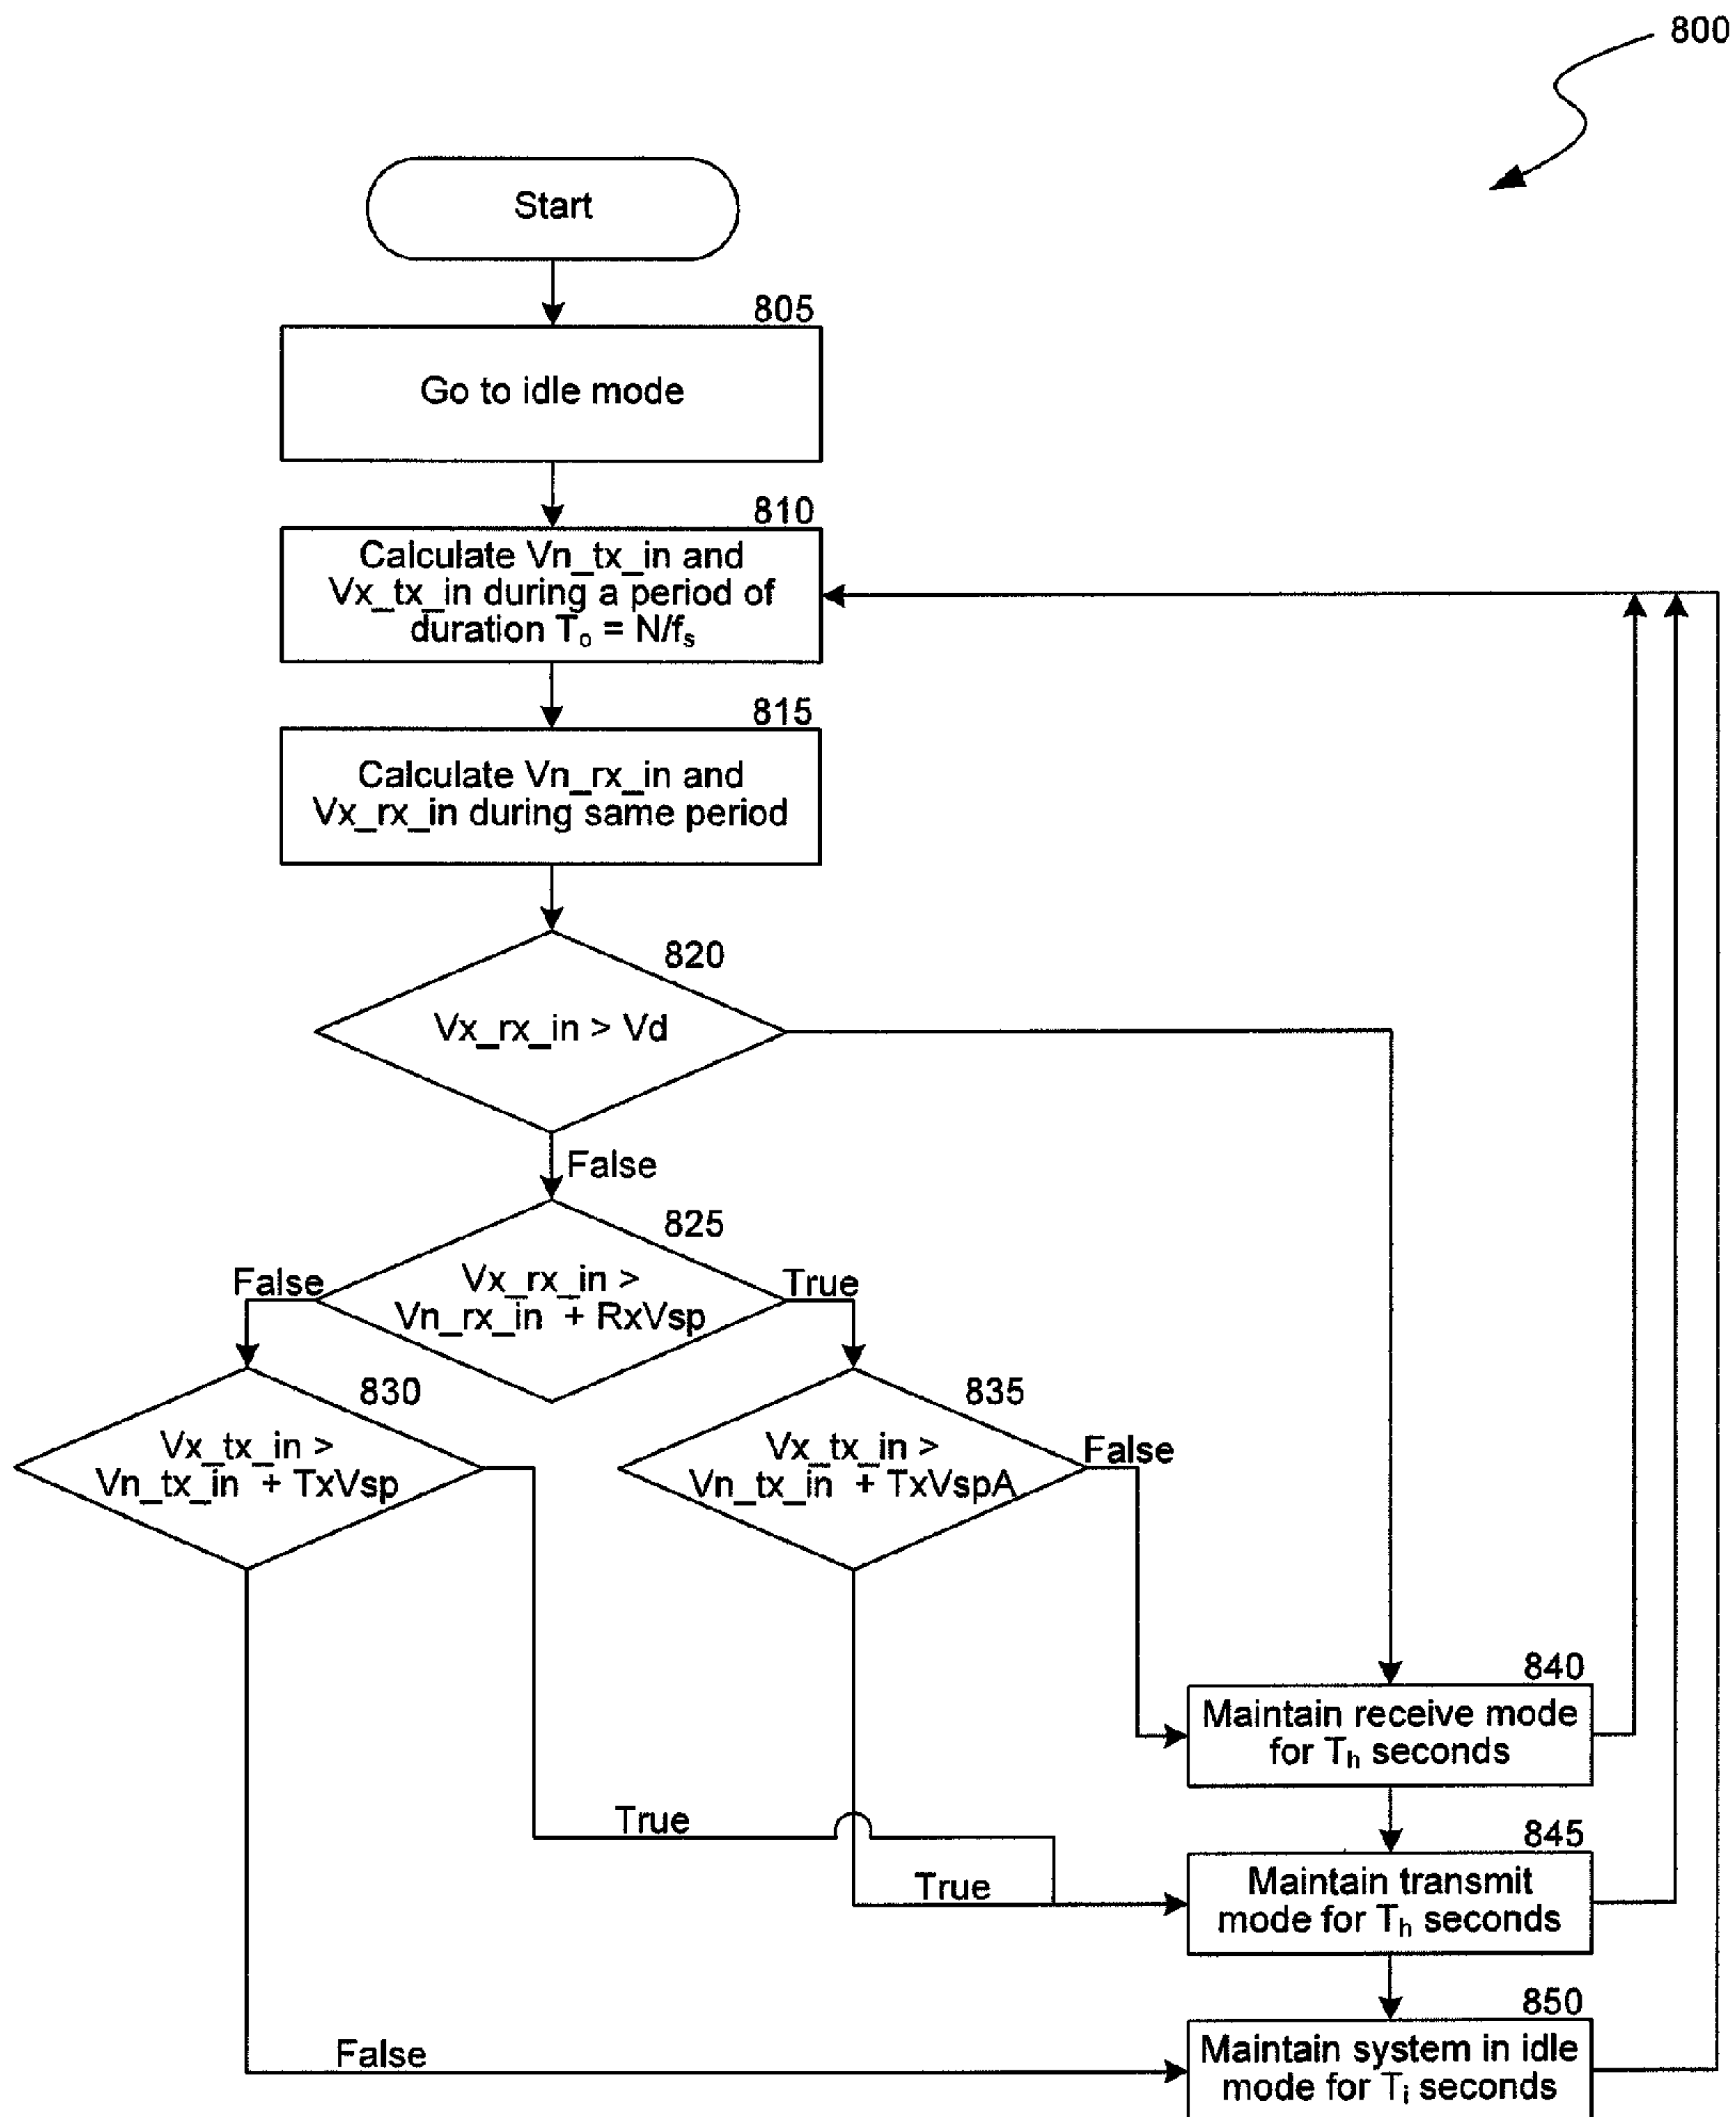 800
Start
805
Go to idle mode
810
Calculate Vn_tx_in and
Vx_tx_in during a period of
duration Tₒ = N/fₛ
815
Calculate Vn_rx_in and
Vx_rx_in during same period
820
Vx_rx_in > Vd
False
825
False
Vx_rx_in >
Vn_rx_in + RxVsp
True
830
Vx_tx_in >
Vn_tx_in + TxVsp
835
Vx_tx_in >
Vn_tx_in + TxVspA
False
840
Maintain receive mode
for Tₕ seconds
True
845
True
Maintain transmit
mode for Tₕ seconds
850
False
Maintain system in idle
mode for Tᵢ seconds